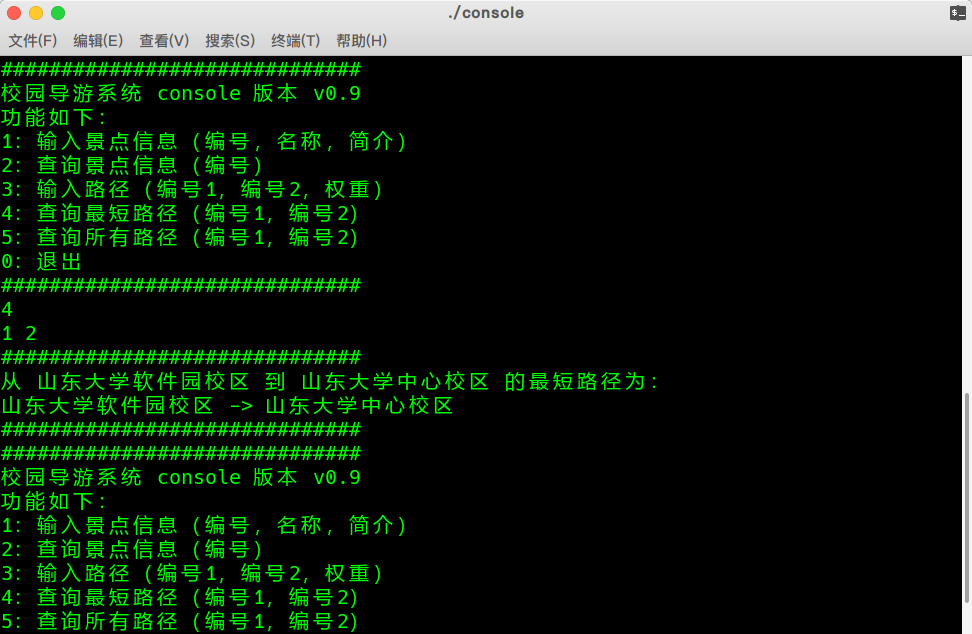 ./console
文件(F) 编辑(E) 查看(V) 搜索(S) 终端(T) 帮助(H)
##############################
校园导游系统 console 版本 v0.9
功能如下:
1: 输入景点信息 (编号, 名称, 简介)
2: 查询景点信息 (编号)
3: 输入路径 (编号1, 编号2, 权重)
4: 查询最短路径 (编号1, 编号2)
5: 查询所有路径 (编号1, 编号2)
0: 退出
##############################
4
1 2
##############################
从 山东大学软件园校区 到 山东大学中心校区 的最短路径为:
山东大学软件园校区 -> 山东大学中心校区
##############################
##############################
校园导游系统 console 版本 v0.9
功能如下:
1: 输入景点信息 (编号, 名称, 简介)
2: 查询景点信息 (编号)
3: 输入路径 (编号1, 编号2, 权重)
4: 查询最短路径 (编号1, 编号2)
5: 查询所有路径 (编号1, 编号2)